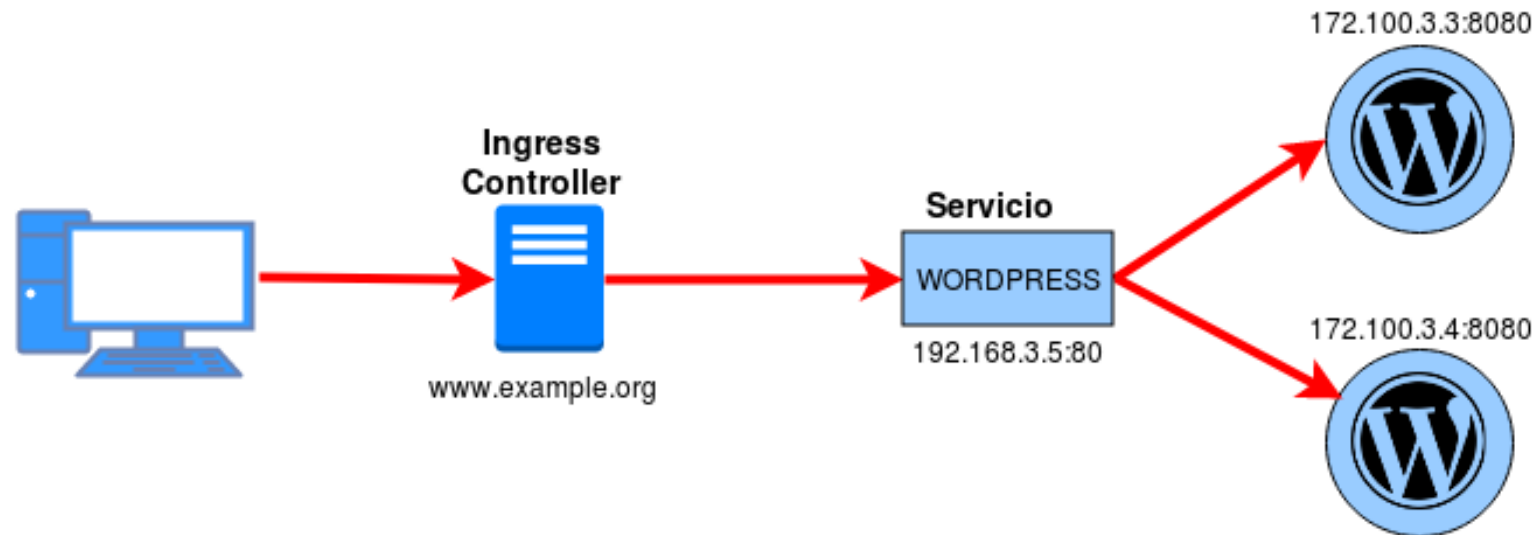 172.100.3.3:8080
Ingress
Controller
Servicio
WORDPRESS
192.168.3.5:80
172.100.3.4:8080
www.example.org